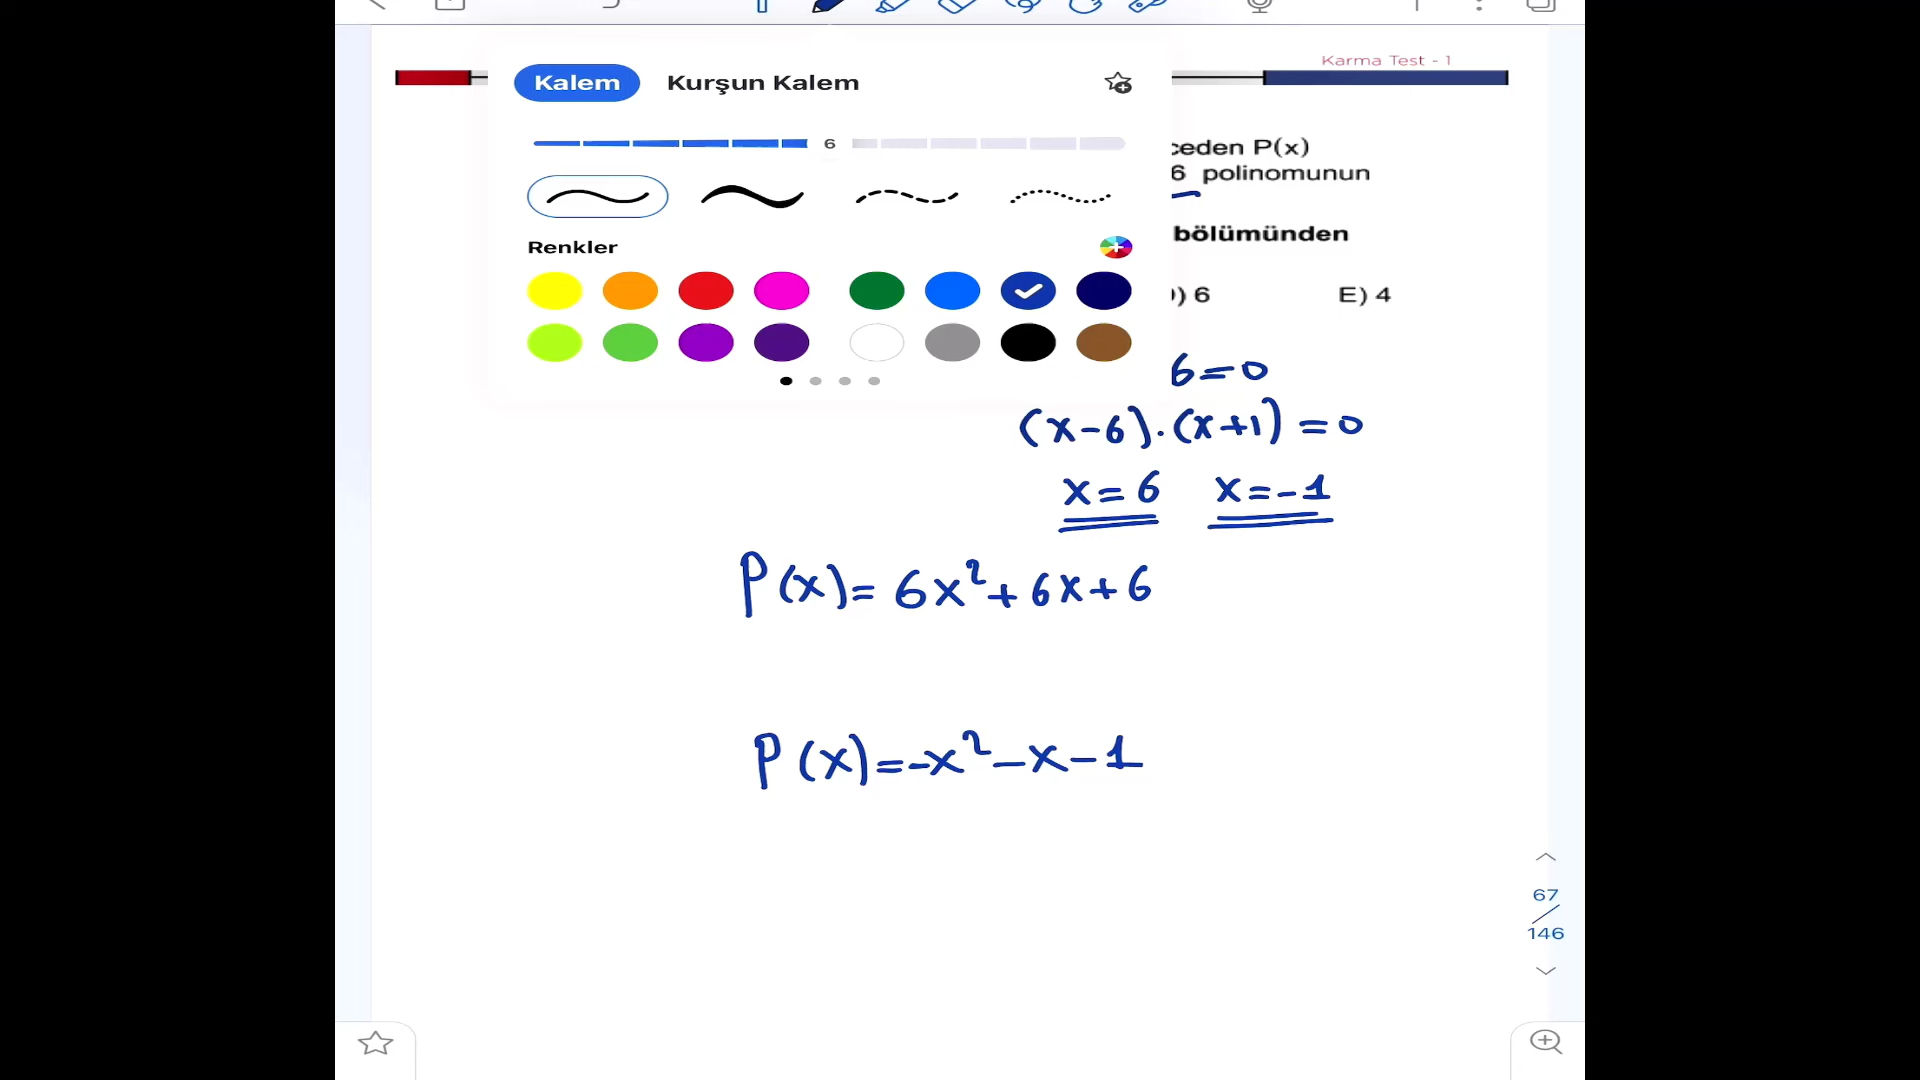 Karma Test - 1
Kalem Kurşun Kalem
6
Renkler
P(x)
6 polinomunun
bölümünden
6 E) 4
6=0
(x-6).(x+1)=0
x=6 x=-1
P(x)=6x²+6x+6
P(x)=-x²-x-1
67
146